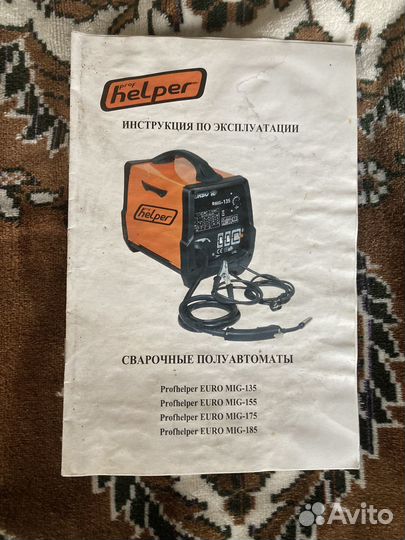 prof
helper
ИНСТРУКЦИЯ ПО ЭКСПЛУАТАЦИИ
MIG-135
helper
СВАРОЧНЫЕ ПОЛУАВТОМАТЫ
Profhelper EURO MIG-135
Profhelper EURO MIG-155
Profhelper EURO MIG-175
Profhelper EURO MIG-185
Avito